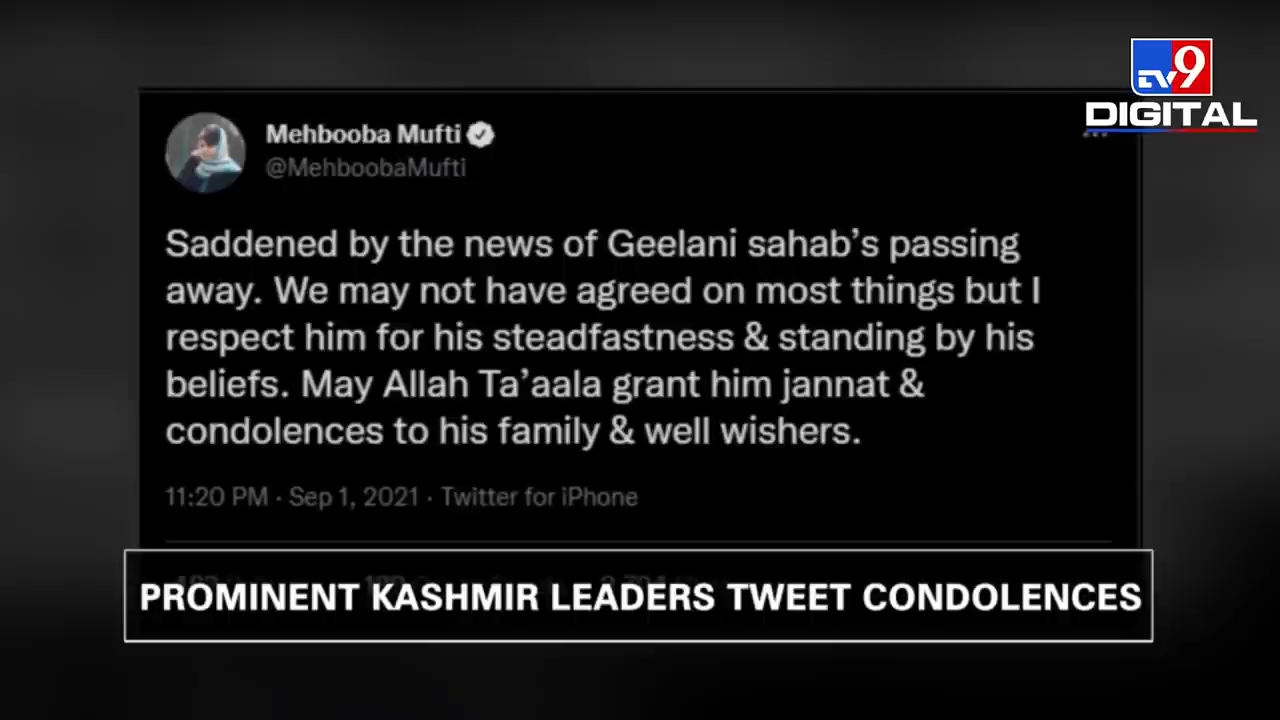 TV9
DIGITAL
Mehbooba Mufti
@MehboobaMufti
Saddened by the news of Geelani sahab’s passing
away. We may not have agreed on most things but I
respect him for his steadfastness & standing by his
beliefs. May Allah Ta’aala grant him jannat &
condolences to his family & well wishers.
11:20 PM · Sep 1, 2021 · Twitter for iPhone
PROMINENT KASHMIR LEADERS TWEET CONDOLENCES